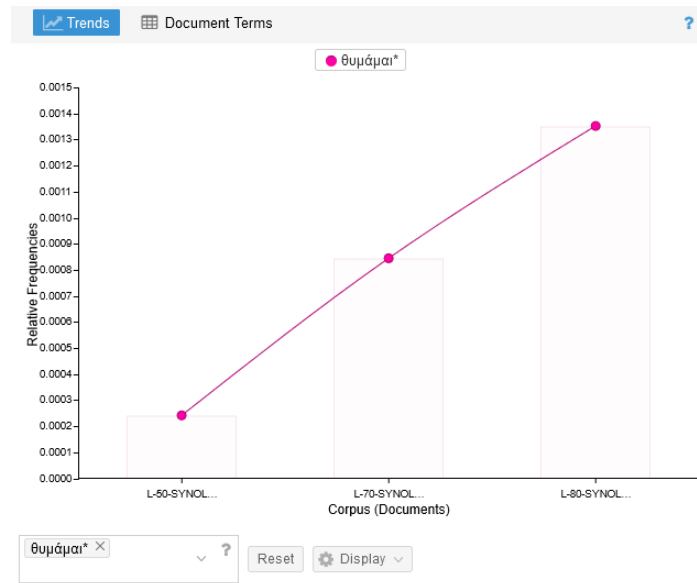 Trends Document Terms ?
θυμάμαι*
0.0015
0.0014
0.0013
0.0012
0.0011
0.0010
0.0009
0.0008
0.0007
0.0006
0.0005
0.0004
0.0003
0.0002
0.0001
0.0000
Relative Frequencies
L-50-SYNOL... L-70-SYNOL... L-80-SYNOL...
Corpus (Documents)
θυμάμαι* × ? Reset Display